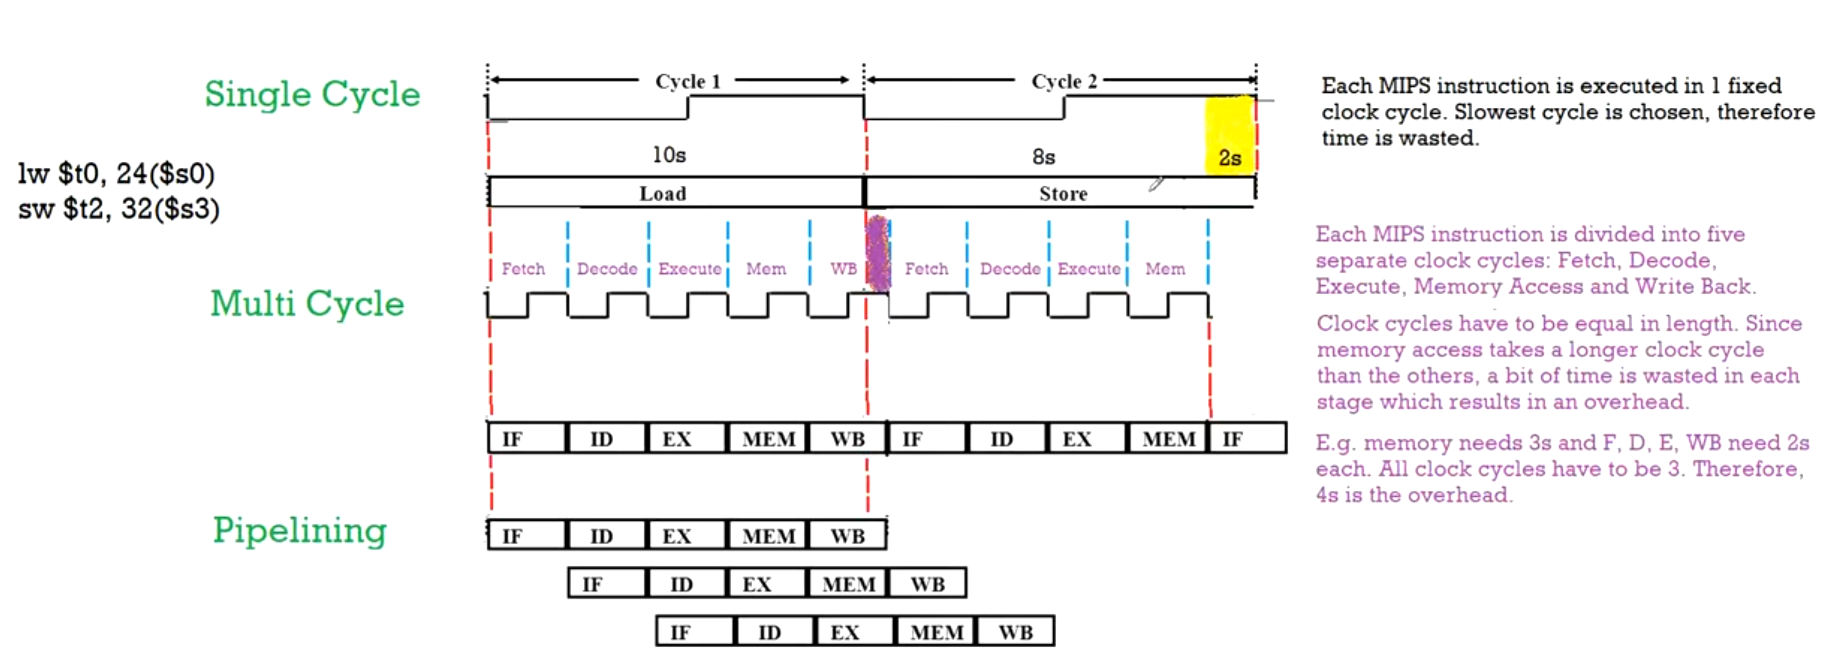 Single Cycle
Cycle 1
Cycle 2
Each MIPS instruction is executed in 1 fixed
clock cycle. Slowest cycle is chosen, therefore
time is wasted.
10s
8s
2s
lw $t0, 24($s0)
sw $t2, 32($s3)
Load
Store
Fetch Decode Execute Mem WB Fetch Decode Execute Mem
Multi Cycle
Each MIPS instruction is divided into five
separate clock cycles: Fetch, Decode,
Execute, Memory Access and Write Back.
Clock cycles have to be equal in length. Since
memory access takes a longer clock cycle
than the others, a bit of time is wasted in each
stage which results in an overhead.
IF ID EX MEM WB IF ID EX MEM IF
E.g. memory needs 3s and F, D, E, WB need 2s
each. All clock cycles have to be 3. Therefore,
4s is the overhead.
Pipelining
IF ID EX MEM WB
IF ID EX MEM WB
IF ID EX MEM WB